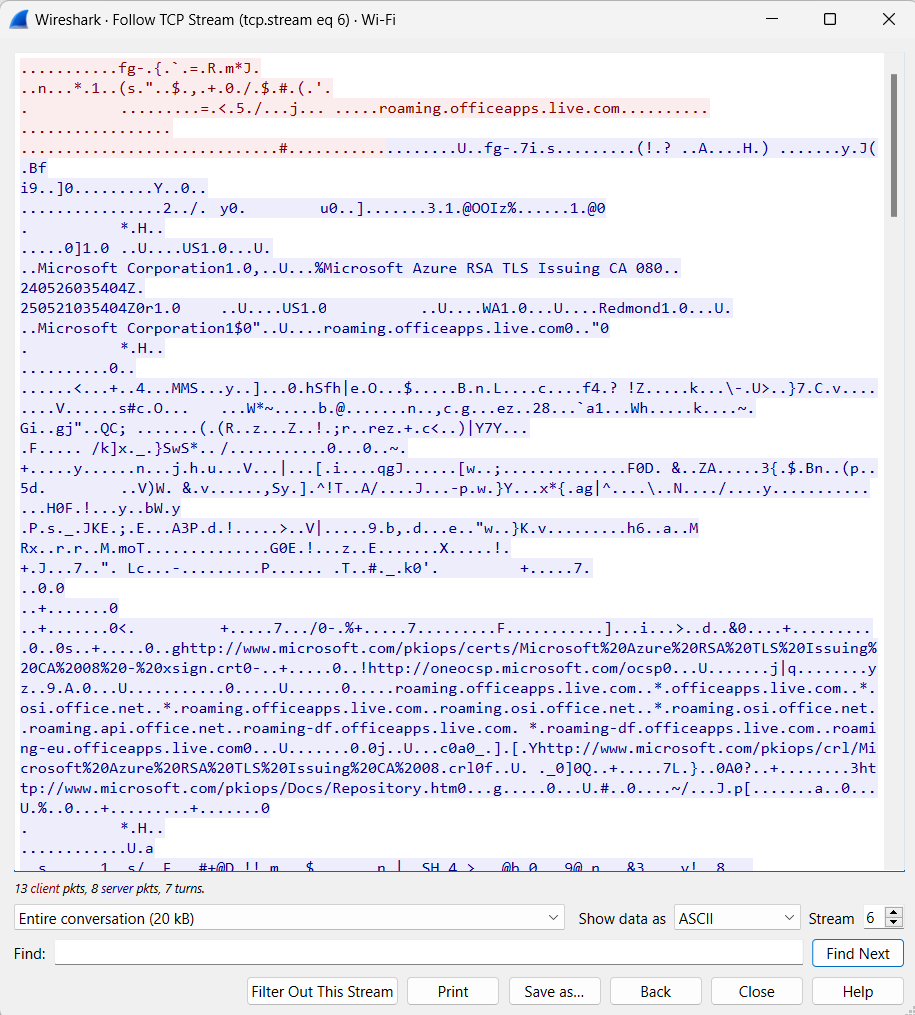 Wireshark · Follow TCP Stream (tcp.stream eq 6) · Wi-Fi
...........fg-.{.`.=.R.m*J.
..n...*.1..(s."..$.,.+.0./.$.#.(.'.
. .........=.<.5./...j... .....roaming.officeapps.live.com..........
.................
.............................#....................U..fg-.7i.s.........(!.? ..A....H.) .......y.J(
.Bf
i9..]0.........Y..0..
................2../. y0. u0..].......3.1.@OOIz%......1.@0
. *.H..
.....0]1.0 ..U....US1.0...U.
..Microsoft Corporation1.0,..U...%Microsoft Azure RSA TLS Issuing CA 080..
240526035404Z.
250521035404Z0r1.0 ..U....US1.0 ..U....WA1.0...U....Redmond1.0...U.
..Microsoft Corporation1$0"..U....roaming.officeapps.live.com0.."0
. *.H..
..........0..
......<...+..4...MMS...y..]...0.hSfh|e.O...$.....B.n.L....c....f4.? !Z.....k...\-.U>..}7.C.v....
...V......s#c.O... ...W*~.....b.@.......n..,c.g...ez..28...`a1...Wh.....k....~.
Gi..gj"..QC; .......(.(R..z...Z..!.;r..rez.+.c<..)|Y7Y...
.F..... /k]x._.}SwS*../...........0...0..~.
+.....y......n...j.h.u...V...|...[.i....qgJ......[w..;..............F0D. &..ZA.....3{.$.Bn..(p..
5d. ..V)W. &.v......,Sy.].^!T..A/....J...-p.w.}Y...x*{.ag|^....\..N..../....y...........
...H0F.!...y..bW.y
.P.s._.JKE.;.E...A3P.d.!.....>..V|.....9.b,.d...e.."w..}K.v.........h6..a..M
Rx..r.r..M.moT..............G0E.!...z..E.......X.....!.
+.J...7..". Lc...-.........P...... .T..#._.k0'. +.....7.
..0.0
..+.......0
..+.......0<. +.....7.../0-.%+.....7.........F...........]...i...>..d..&0....+.........
.0..0s..+.....0..ghttp://www.microsoft.com/pkiops/certs/Microsoft%20Azure%20RSA%20TLS%20Issuing%
20CA%2008%20-%20xsign.crt0-..+.....0..!http://oneocsp.microsoft.com/ocsp0...U.......j|q........y
z..9.A.0...U...........0.....U......0.....roaming.officeapps.live.com..*.officeapps.live.com..*.
osi.office.net..*.roaming.officeapps.live.com..roaming.osi.office.net..*.roaming.osi.office.net.
.roaming.api.office.net..roaming-df.officeapps.live.com. *.roaming-df.officeapps.live.com..roami
ng-eu.officeapps.live.com0...U.......0.0j..U...c0a0_.].[.Yhttp://www.microsoft.com/pkiops/crl/Mi
crosoft%20Azure%20RSA%20TLS%20Issuing%20CA%2008.crl0f..U. ._0]0Q..+.....7L.}..0A0?..+........3ht
tp://www.microsoft.com/pkiops/Docs/Repository.htm0...g.....0...U.#..0....~/...J.p[.......a..0...
U.%..0...+.........+.......0
. *.H..
............U.a
13 client pkts, 8 server pkts, 7 turns.
Entire conversation (20 kB)
Show data as
ASCII
Stream
6
Find:
Find Next
Filter Out This Stream
Print
Save as...
Back
Close
Help